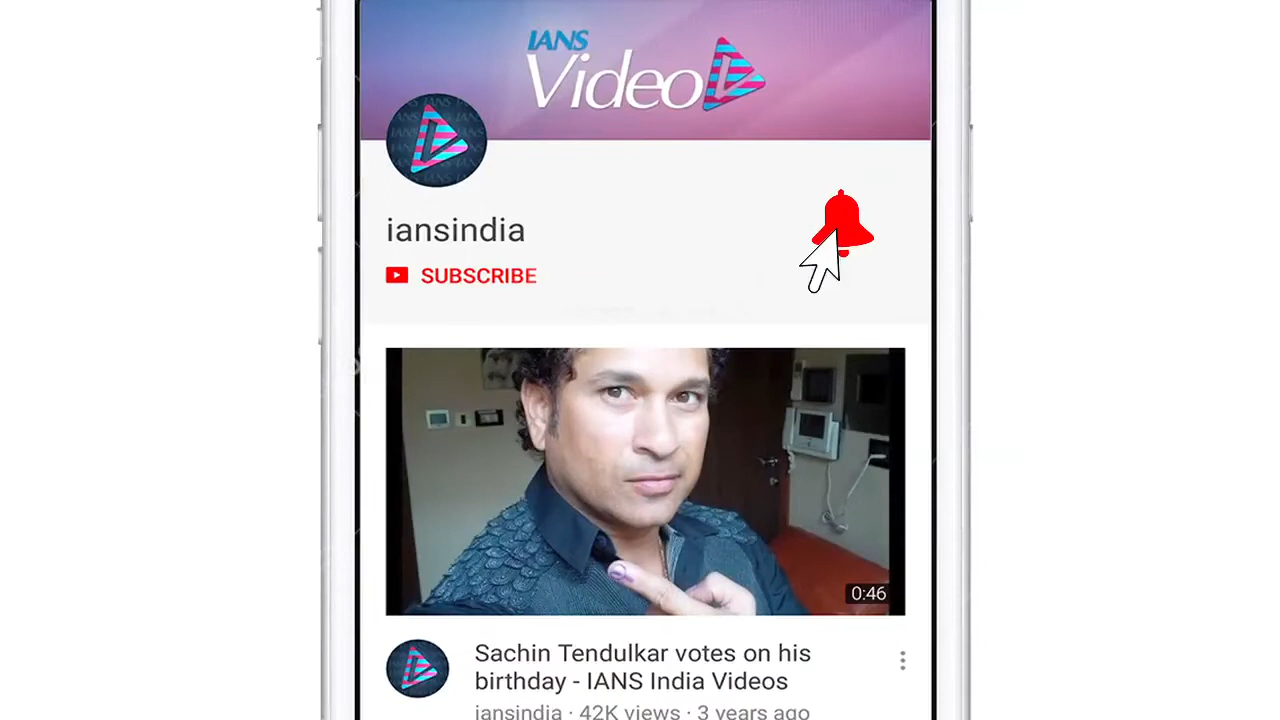 IANS
Video
iansindia
SUBSCRIBE
0:46
Sachin Tendulkar votes on his
birthday - IANS India Videos
iansindia · 42K views · 3 years ago